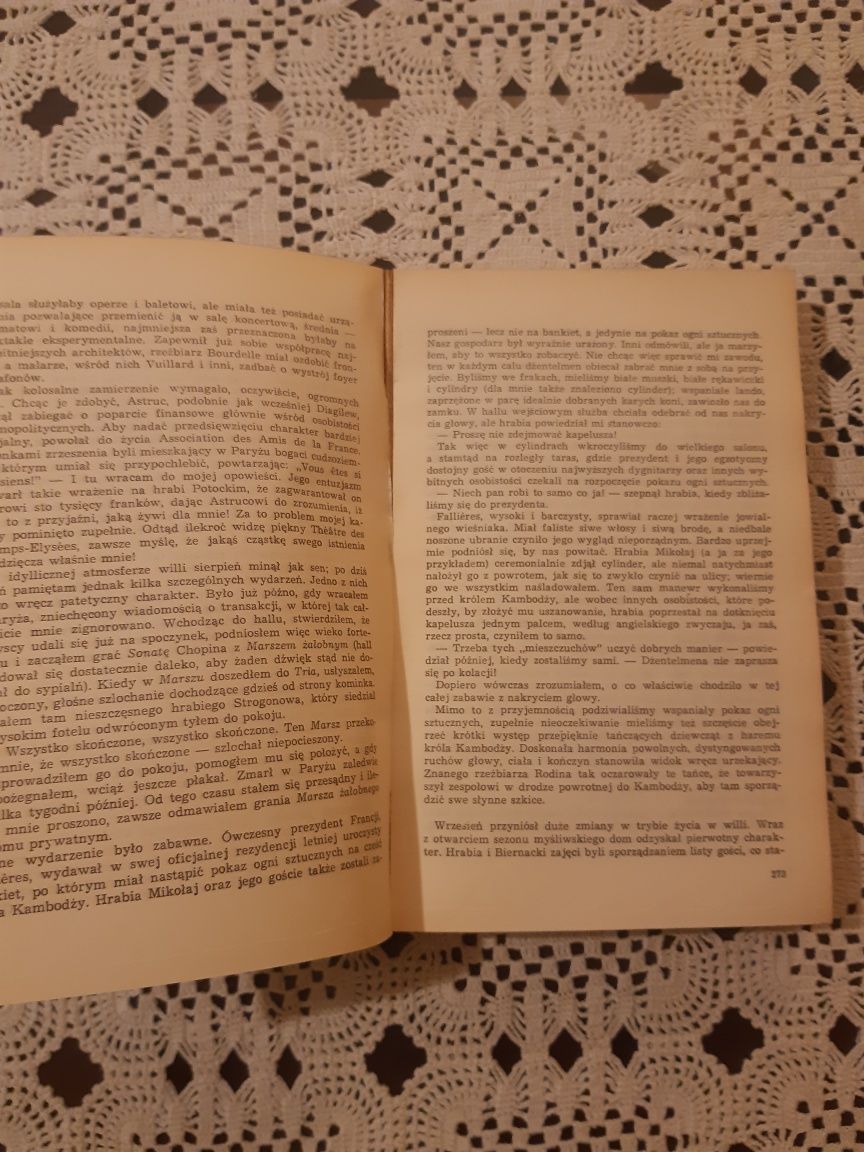 sala służyłaby operze i baletowi, ale miała też posiadać urzą-
nia pozwalające przemienić ją w salę koncertową, średnia —
matowi i komedii, najmniejsza zaś przeznaczona byłaby na
ktakle eksperymentalne. Zapewnił już sobie współpracę naj-
itniejszych architektów, rzeźbiarz Bourdelle miał ozdobić fron-
a malarze, wśród nich Vuillard i inni, zadbać o wystrój foyer
afonów.
ak kolosalne zamierzenie wymagało, oczywiście, ogromnych
Chcąc je zdobyć, Astruc, podobnie jak wcześniej Diagilew,
ął zabiegać o poparcie finansowe głównie wśród osobistości
mopolitycznych. Aby nadać przedsięwzięciu charakter bardziej
jalny, powołał do życia Association des Amis de la France,
onkami zrzeszenia byli mieszkający w Paryżu bogaci cudzoziem-
którym umiał się przypochlebić, powtarzając: „Vous êtes si
siens!" — I tu wracam do mojej opowieści. Jego entuzjazm
warł takie wrażenie na hrabi Potockim, że zagwarantował on
rowi sto tysięcy franków, dając Astrucowi do zrozumienia, iż
to z przyjaźni, jaką żywi dla mnie! Za to problem mojej ka-
y pominięto zupełnie. Odtąd ilekroć widzę piękny Théâtre des
mps-Elysées, zawsze myślę, że jakąś cząstkę swego istnienia
dzięcza właśnie mnie!
idyllicznej atmosferze willi sierpień minął jak sen; po dziś
ń pamiętam jednak kilka szczególnych wydarzeń. Jedno z nich
o wręcz patetyczny charakter. Było już późno, gdy wracałem
aryża, zniechęcony wiadomością o transakcji, w której tak cał-
icie mnie zignorowano. Wchodząc do hallu, stwierdziłem, że
yscy udali się już na spoczynek, podniosłem więc wieko forte-
u i zacząłem grać Sonatę Chopina z Marszem żałobnym (hall
dował się dostatecznie daleko, aby żaden dźwięk stąd nie do-
ał do sypialń). Kiedy w Marszu doszedłem do Tria, usłyszałem,
oczony, głośne szlochanie dochodzące gdzieś od strony kominka.
ałem tam nieszczęsnego hrabiego Strogonowa, który siedział
ysokim fotelu odwróconym tyłem do pokoju.
Wszystko skończone, wszystko skończone. Ten Marsz przeko-
mnie, że wszystko skończone — szlochał niepocieszony.
prowadziłem go do pokoju, pomogłem mu się położyć, a gdy
pożegnałem, wciąż jeszcze płakał. Zmarł w Paryżu zaledwie
lka tygodni później. Od tego czasu stałem się przesądny i ile-
mnie proszono, zawsze odmawiałem grania Marsza żałobnego
omu prywatnym.
ne wydarzenie było zabawne. Ówczesny prezydent Francji,
ères, wydawał w swej oficjalnej rezydencji letniej uroczysty
kiet, po którym miał nastąpić pokaz ogni sztucznych na cześć
a Kambodży. Hrabia Mikołaj oraz jego goście także zostali za-
proszeni — lecz nie na bankiet, a jedynie na pokaz ogni sztucznych.
Nasz gospodarz był wyraźnie urażony. Inni odmówili, ale ja marzy-
łem, aby to wszystko zobaczyć. Nie chcąc więc sprawić mi zawodu,
ten w każdym calu dżentelmen obiecał zabrać mnie z sobą na przy-
jęcie. Byliśmy we frakach, mieliśmy białe muszki, białe rękawiczki
i cylindry (dla mnie także znaleziono cylinder); wspaniałe lando,
zaprzężone w parę idealnie dobranych karych koni, zawiozło nas do
zamku. W hallu wejściowym służba chciała odebrać od nas nakry-
cia głowy, ale hrabia powiedział mi stanowczo:
— Proszę nie zdejmować kapelusza!
Tak więc w cylindrach wkroczyliśmy do wielkiego salonu,
a stamtąd na rozległy taras, gdzie prezydent i jego egzotyczny
dostojny gość w otoczeniu najwyższych dygnitarzy oraz innych wy-
bitnych osobistości czekali na rozpoczęcie pokazu ogni sztucznych.
— Niech pan robi to samo co ja! — szepnął hrabia, kiedy zbliża-
liśmy się do prezydenta.
Fallières, wysoki i barczysty, sprawiał raczej wrażenie jowial-
nego wieśniaka. Miał faliste siwe włosy i siwą brodę, a niedbale
noszone ubranie czyniło jego wygląd nieporządnym. Bardzo uprzej-
mie podniósł się, by nas powitać. Hrabia Mikołaj (a ja za jego
przykładem) ceremonialnie zdjął cylinder, ale niemal natychmiast
nałożył go z powrotem, jak się to zwykło czynić na ulicy; wiernie
go we wszystkim naśladowałem. Ten sam manewr wykonaliśmy
przed królem Kambodży, ale wobec innych osobistości, które po-
deszły, by złożyć mu uszanowanie, hrabia poprzestał na dotknięciu
kapelusza jednym palcem, według angielskiego zwyczaju, ja zaś,
rzecz prosta, czyniłem to samo.
— Trzeba tych „mieszczuchów" uczyć dobrych manier — powie-
dział później, kiedy zostaliśmy sami. — Dżentelmena nie zaprasza
się po kolacji!
Dopiero wówczas zrozumiałem, o co właściwie chodziło w tej
całej zabawie z nakryciem głowy.
Mimo to z przyjemnością podziwialiśmy wspaniały pokaz ogni
sztucznych, zupełnie nieoczekiwanie mieliśmy też szczęście obej-
rzeć krótki występ przepięknie tańczących dziewcząt z haremu
króla Kambodży. Doskonała harmonia powolnych, dystyngowanych
ruchów głowy, ciała i kończyn stanowiła widok wręcz urzekający.
Znanego rzeźbiarza Rodina tak oczarowały te tańce, że towarzy-
szył zespołowi w drodze powrotnej do Kambodży, aby tam sporzą-
dzić swe słynne szkice.
Wrzesień przyniósł duże zmiany w trybie życia w willi. Wraz
z otwarciem sezonu myśliwskiego dom odzyskał pierwotny charak-
ter. Hrabia i Biernacki zajęci byli sporządzaniem listy gości, co sta-
273